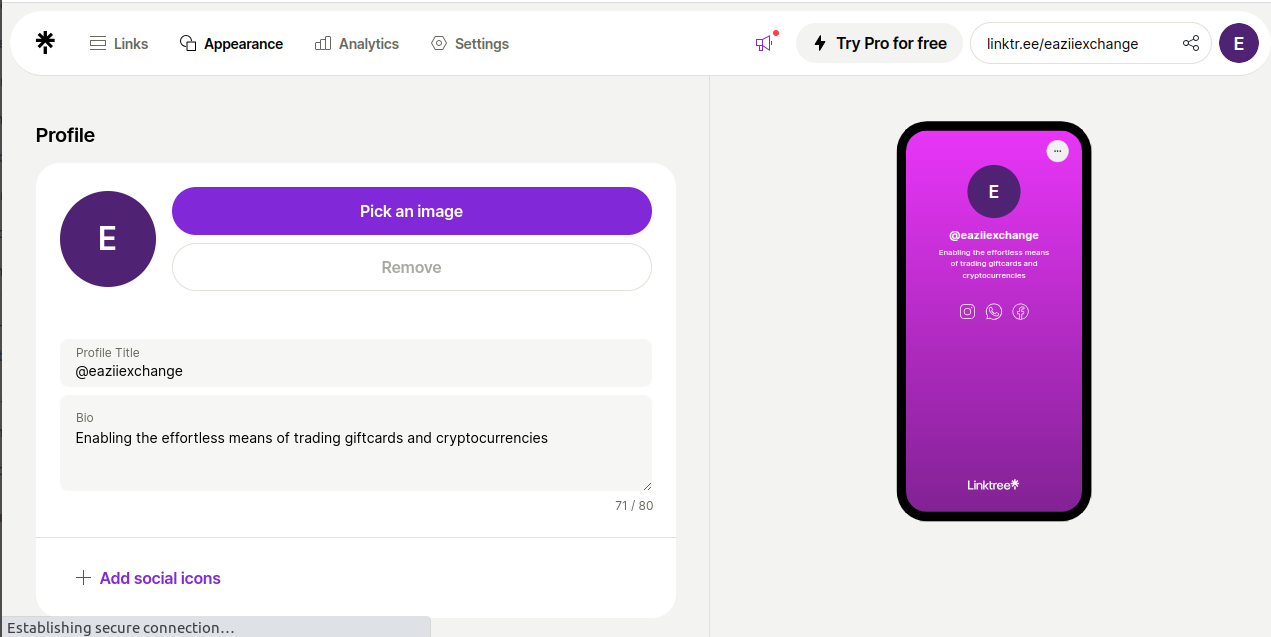 Links
Appearance
Analytics
Settings
Try Pro for free
linktr.ee/eaziiexchange
E
Profile
E
Pick an image
Remove
Profile Title
@eaziiexchange
Bio
Enabling the effortless means of trading giftcards and cryptocurrencies
71 / 80
Add social icons
Establishing secure connection...
E
@eaziiexchange
Enabling the effortless means
of trading giftcards and
cryptocurrencies
Linktree